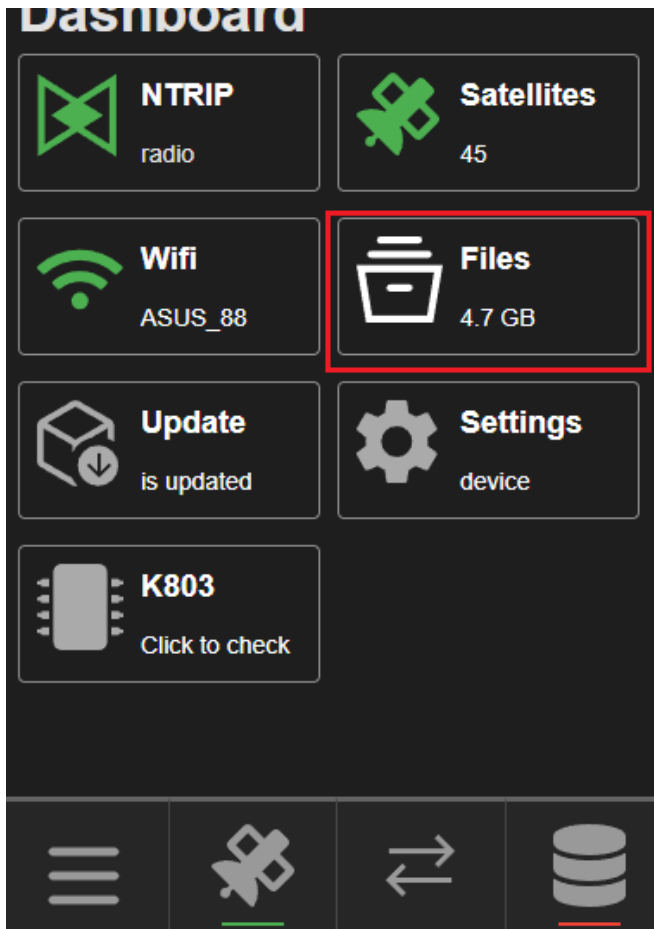 Dashboard
NTRIP
radio
Satellites
45
Wifi
ASUS_88
Files
4.7 GB
Update
is updated
Settings
device
K803
Click to check